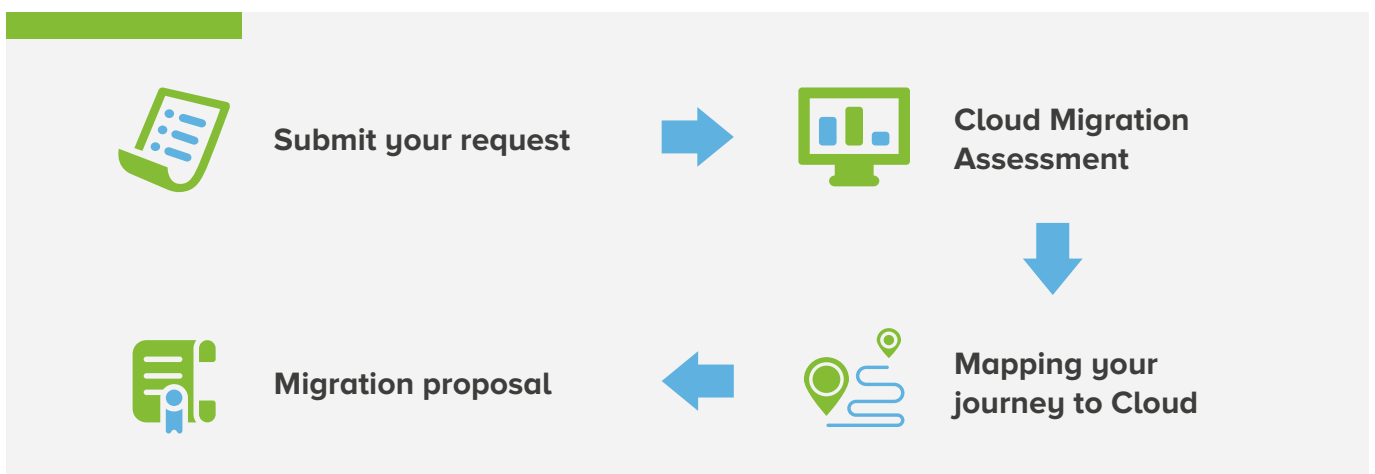 Submit your request
Cloud Migration
Assessment
Mapping your
journey to Cloud
Migration proposal